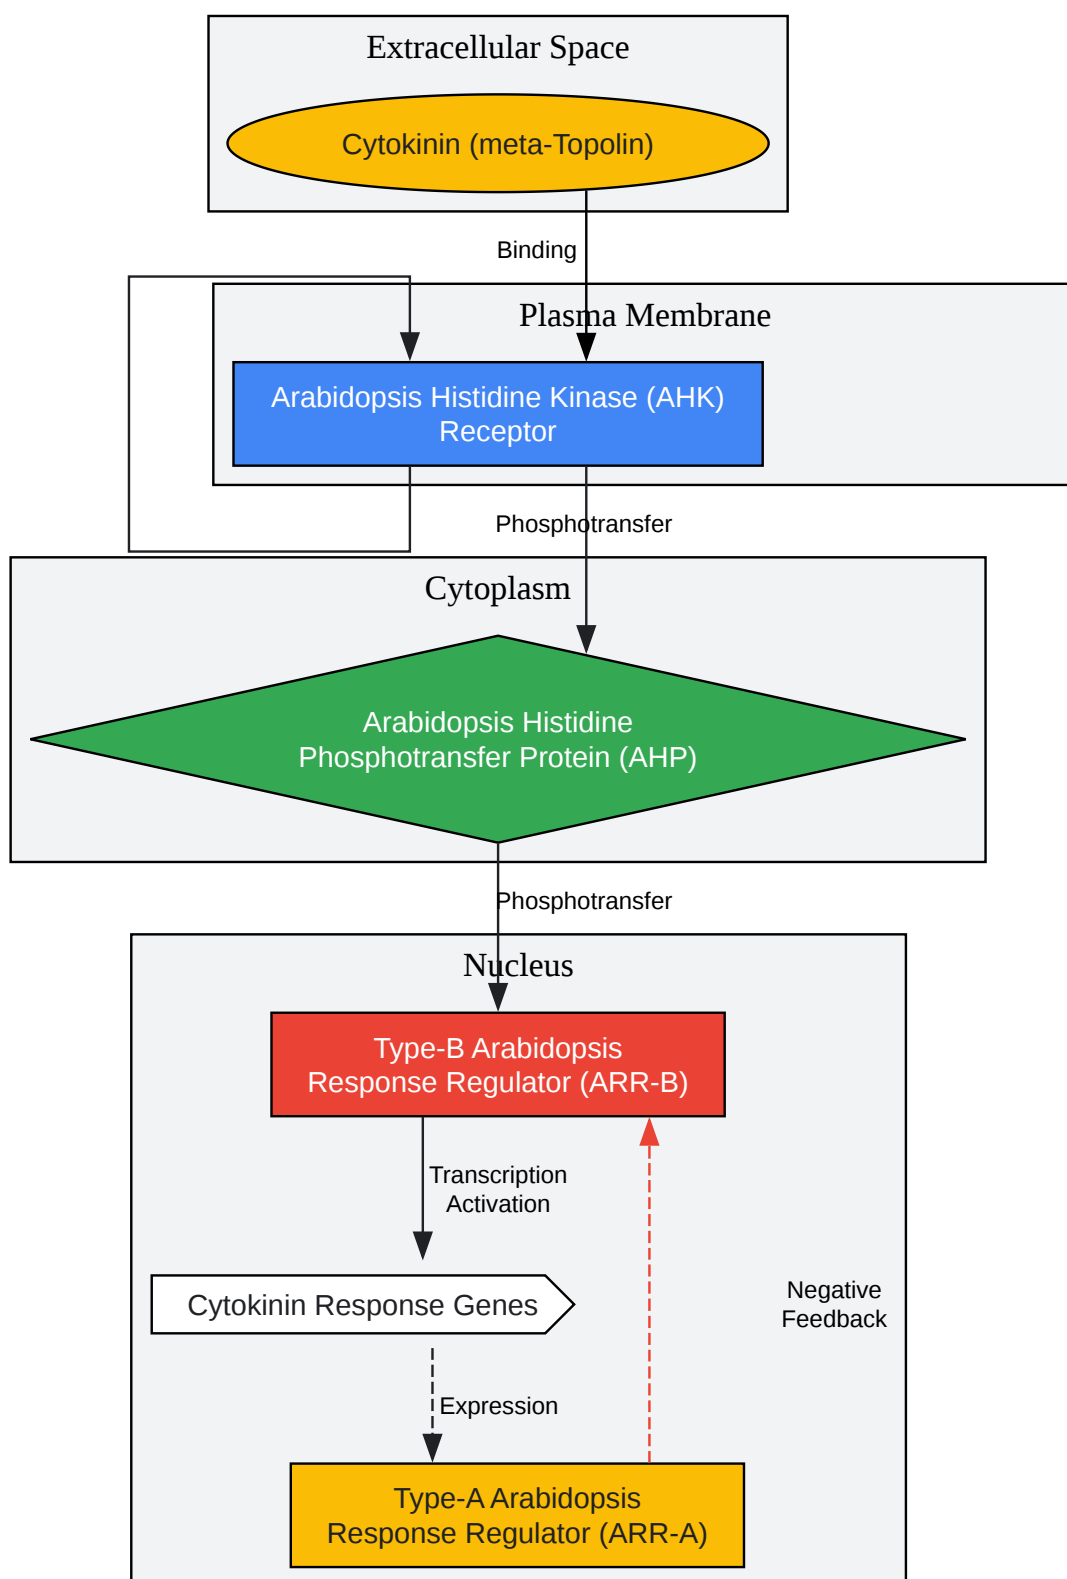 Extracellular Space
Cytokinin (meta-Topolin)
Binding
Plasma Membrane
Arabidopsis Histidine Kinase (AHK)
Receptor
Phosphotransfer
Cytoplasm
Arabidopsis Histidine
Phosphotransfer Protein (AHP)
Phosphotransfer
Nucleus
Type-B Arabidopsis
Response Regulator (ARR-B)
Transcription
Activation
Cytokinin Response Genes
Negative
Feedback
Expression
Type-A Arabidopsis
Response Regulator (ARR-A)